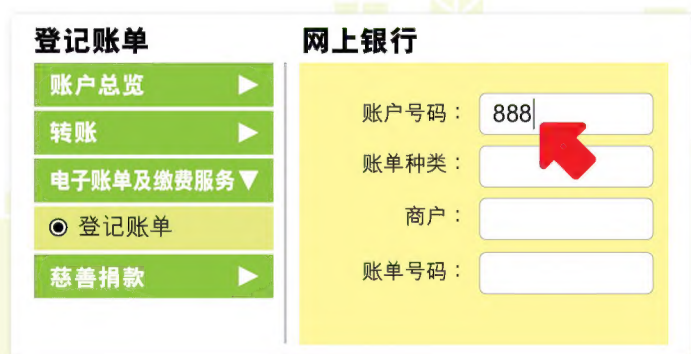 登记账单
账户总览
转账
电子账单及缴费服务
登记账单
慈善捐款
网上银行
账户号码：888
账单种类：
商户：
账单号码：